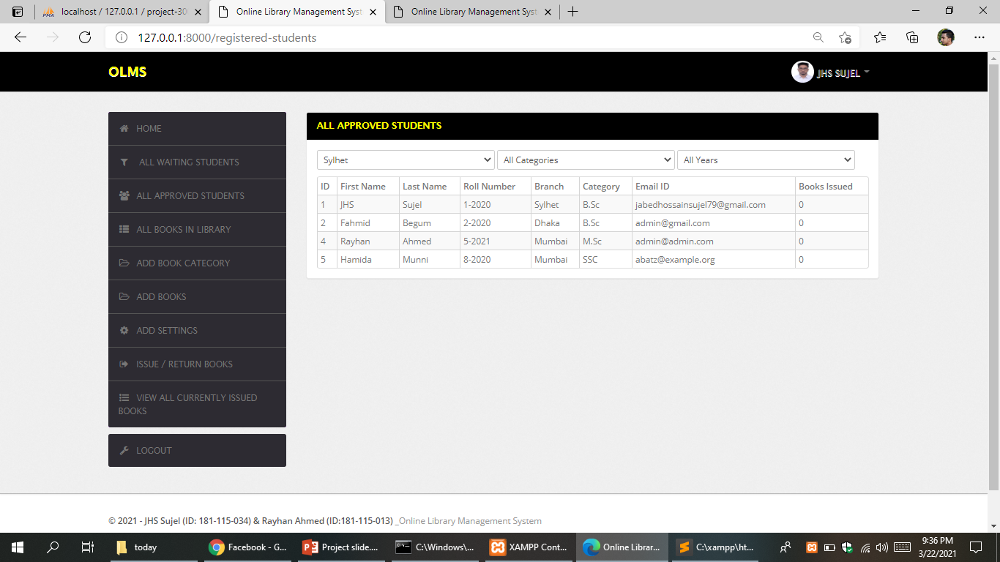 localhost / 127.0.0.1 / project-30
Online Library Management Syst
Online Library Management Syst
127.0.0.1:8000/registered-students
OLMS
JHS SUJEL
HOME
ALL WAITING STUDENTS
ALL APPROVED STUDENTS
ALL BOOKS IN LIBRARY
ADD BOOK CATEGORY
ADD BOOKS
ADD SETTINGS
ISSUE / RETURN BOOKS
VIEW ALL CURRENTLY ISSUED
BOOKS
LOGOUT
ALL APPROVED STUDENTS
Sylhet All Categories All Years
ID First Name Last Name Roll Number Branch Category Email ID Books Issued
1 JHS Sujel 1-2020 Sylhet B.Sc jabedhossainsujel79@gmail.com 0
2 Fahmid Begum 2-2020 Dhaka B.Sc admin@gmail.com 0
4 Rayhan Ahmed 5-2021 Mumbai M.Sc admin@admin.com 0
5 Hamida Munni 8-2020 Mumbai SSC abatz@example.org 0
© 2021 - JHS Sujel (ID: 181-115-034) & Rayhan Ahmed (ID:181-115-013) _Online Library Management System
today
Facebook - G...
Project slide....
C:\Windows\...
XAMPP Cont...
Online Librar...
C:\xampp\ht...
9:36 PM
3/22/2021